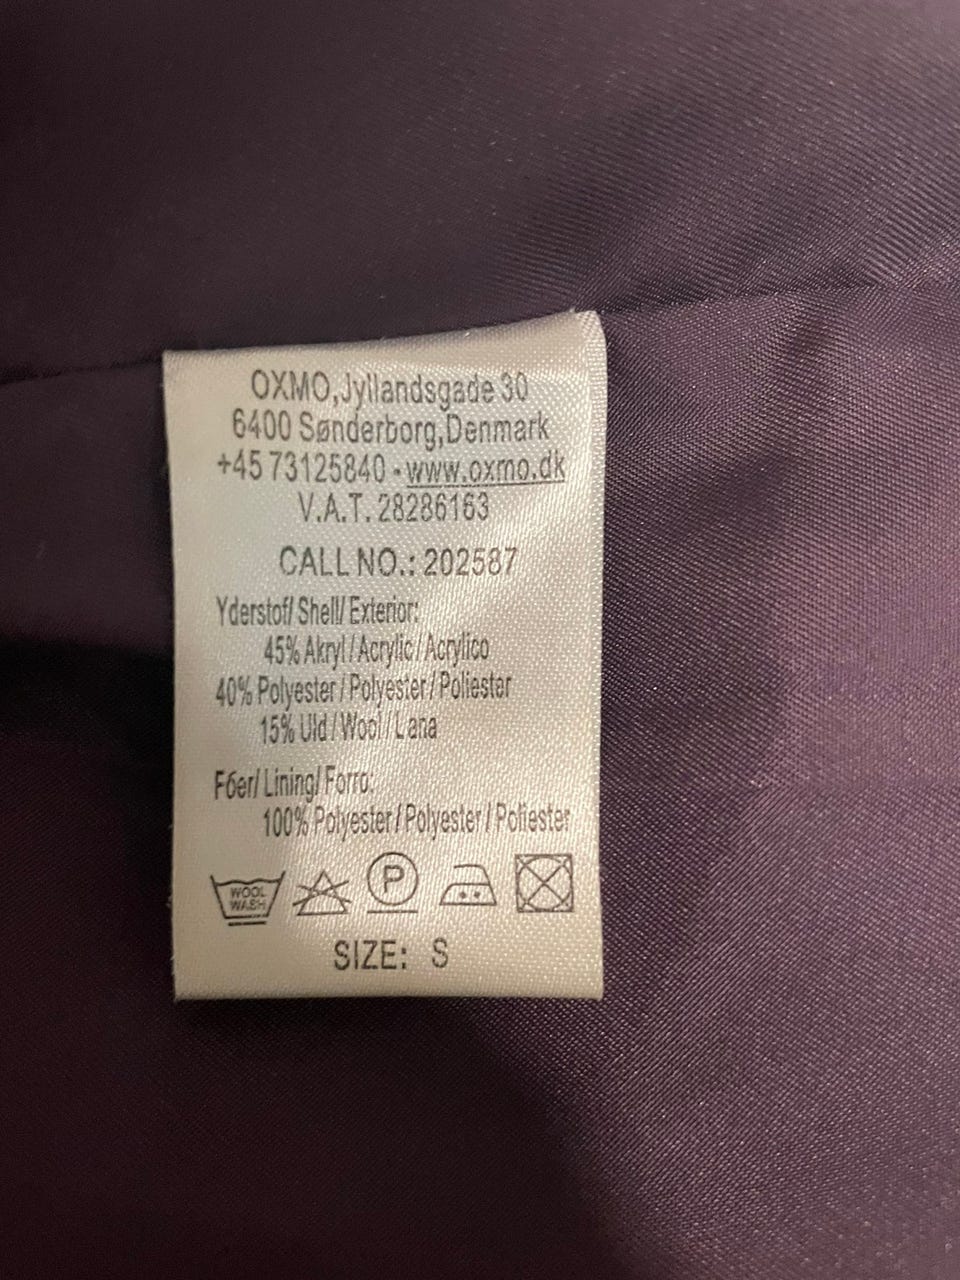 OXMO,Jyllandsgade 30
6400 Sønderborg,Denmark
+45 73125840 - www.oxmo.dk
V.A.T. 28286163
CALL NO.: 202587
Yderstof/ Shell/ Exterior:
45% Akryl / Acrylic / Acrylico
40% Polyester / Polyester / Poliester
15% Uld / Wool / Lana
Fóer/ Lining/ Forro:
100% Polyester / Polyester / Poliester
WOOL
WASH
P
SIZE: S